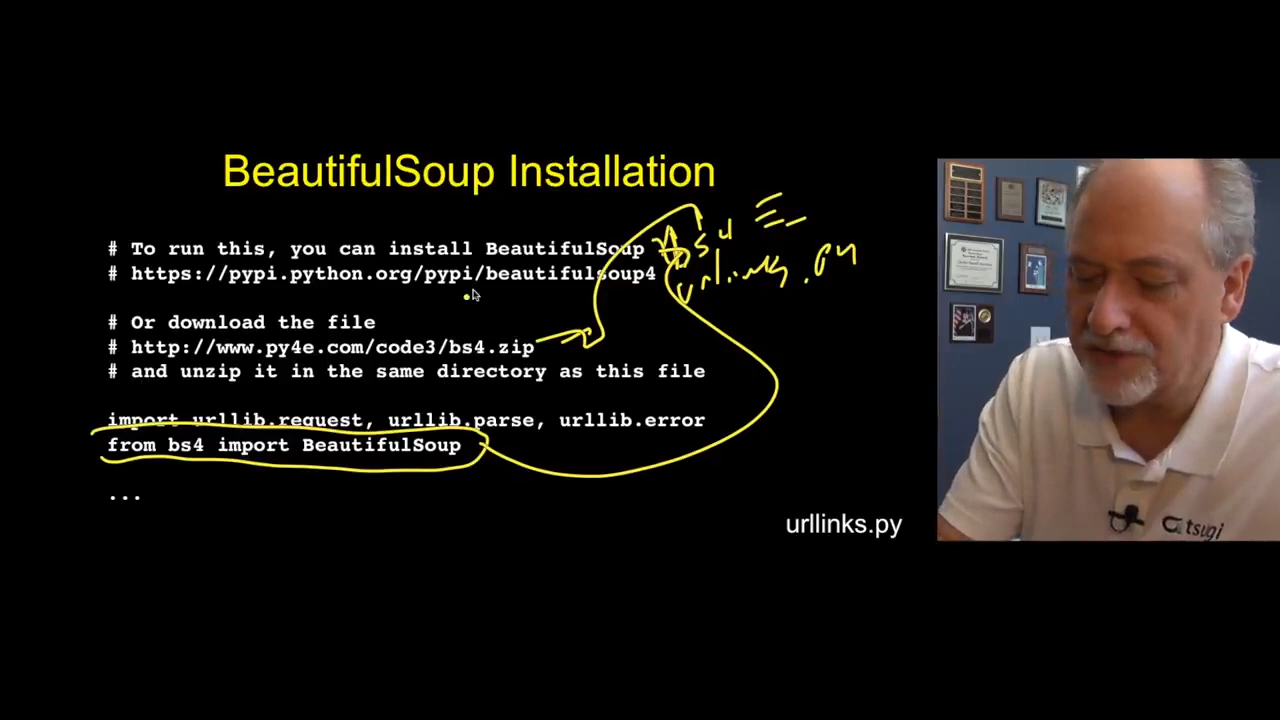 BeautifulSoup Installation
# To run this, you can install BeautifulSoup
# https://pypi.python.org/pypi/beautifulsoup4
bs4
urllinks.py
# Or download the file
# http://www.py4e.com/code3/bs4.zip
# and unzip it in the same directory as this file
import urllib.request, urllib.parse, urllib.error
from bs4 import BeautifulSoup
...
urllinks.py
tsugi